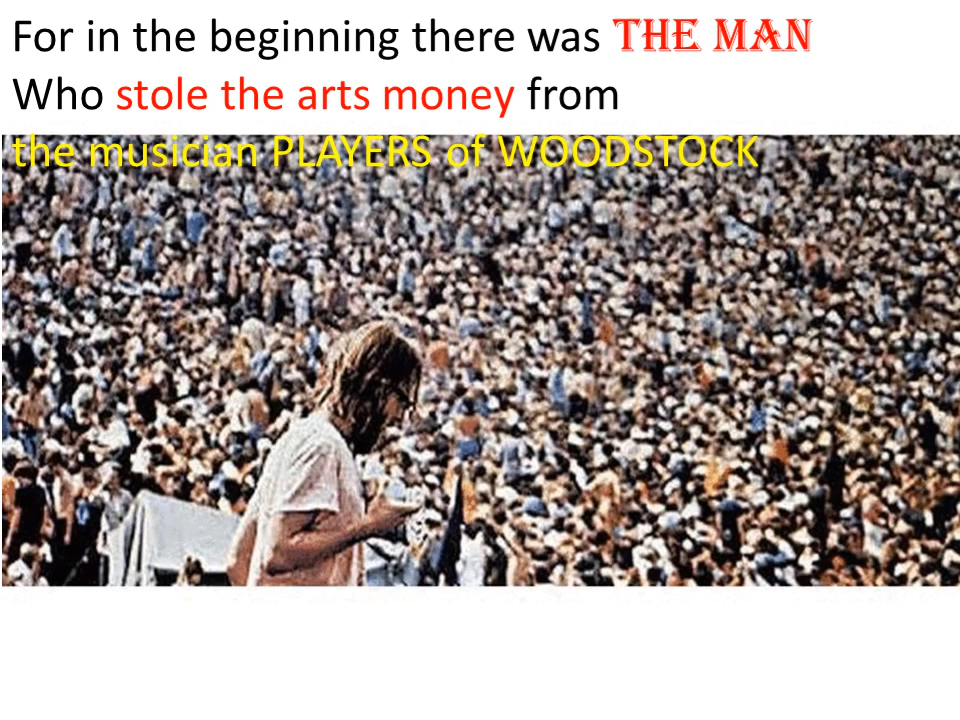 For in the beginning there was THE MAN
Who stole the arts money from
the musician PLAYERS of WOODSTOCK